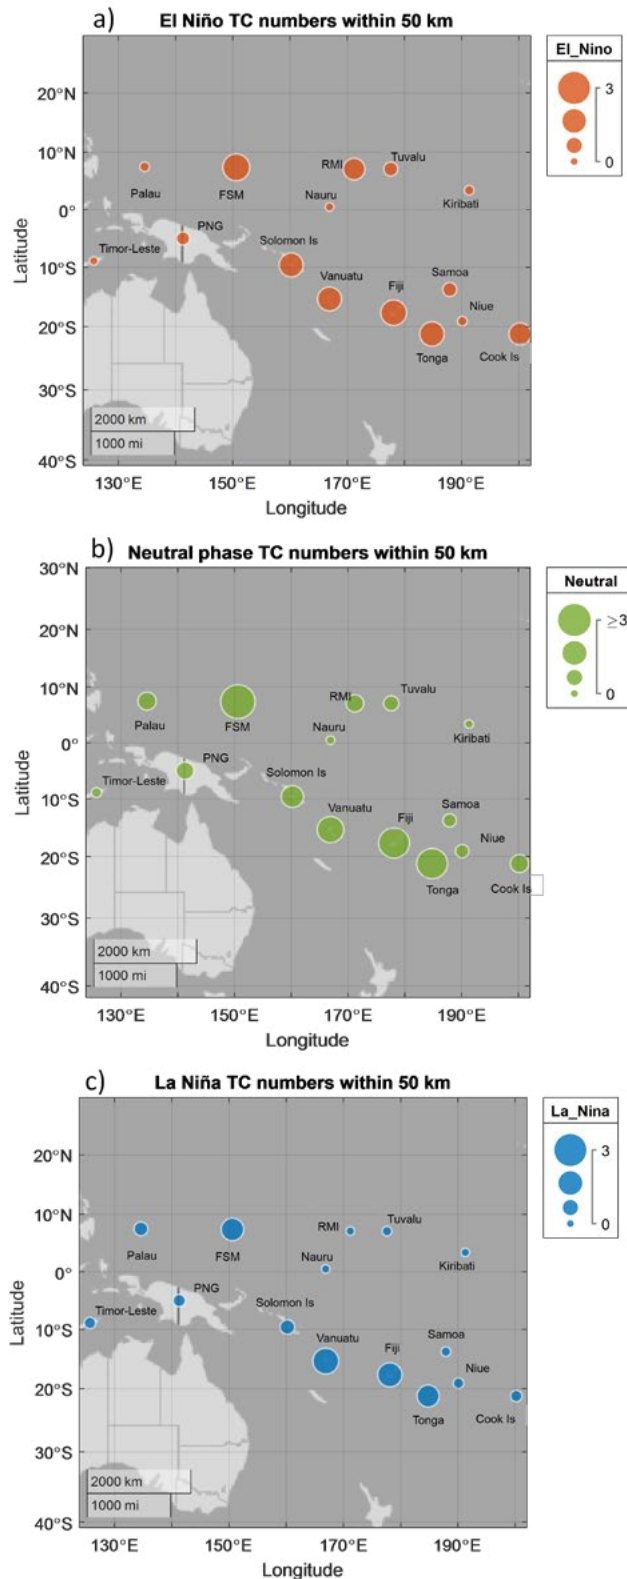 a) El Niño TC numbers within 50 km
El_Nino
3
0
20°N
10°N
0°
10°S
20°S
30°S
40°S
Latitude
Palau
FSM
RMI
Tuvalu
Nauru
Kiribati
PNG
Timor-Leste
Solomon Is
Vanuatu
Fiji
Samoa
Niue
Tonga
Cook Is
2000 km
1000 mi
130°E
150°E
170°E
190°E
Longitude
b) Neutral phase TC numbers within 50 km
Neutral
≥3
0
30°N
20°N
10°N
0°
10°S
20°S
30°S
40°S
Latitude
Palau
FSM
RMI
Tuvalu
Nauru
Kiribati
PNG
Timor-Leste
Solomon Is
Vanuatu
Fiji
Samoa
Niue
Tonga
Cook Is
2000 km
1000 mi
130°E
150°E
170°E
190°E
Longitude
c) La Niña TC numbers within 50 km
La_Nina
3
0
20°N
10°N
0°
10°S
20°S
30°S
40°S
Latitude
Palau
FSM
RMI
Tuvalu
Nauru
Kiribati
PNG
Timor-Leste
Solomon Is
Vanuatu
Fiji
Samoa
Niue
Tonga
Cook Is
2000 km
1000 mi
130°E
150°E
170°E
190°E
Longitude